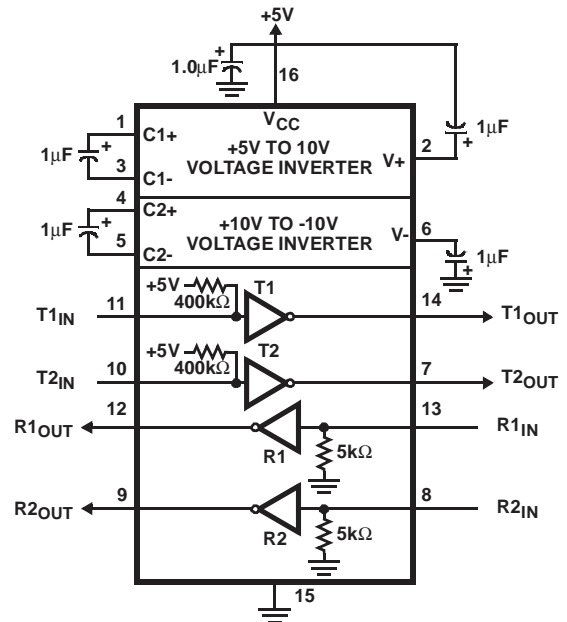 +5V
+
1.0µF
16
VCC
1
C1+
+5V TO 10V
VOLTAGE INVERTER
1µF
+
3
C1-
V+
2
1µF
+
4
C2+
+10V TO -10V
VOLTAGE INVERTER
1µF
+
5
C2-
V-
6
1µF
+
+5V
400kΩ
T1
T1IN
11
14
T1OUT
+5V
400kΩ
T2
T2IN
10
7
T2OUT
R1OUT
12
R1
5kΩ
13
R1IN
R2OUT
9
R2
5kΩ
8
R2IN
15